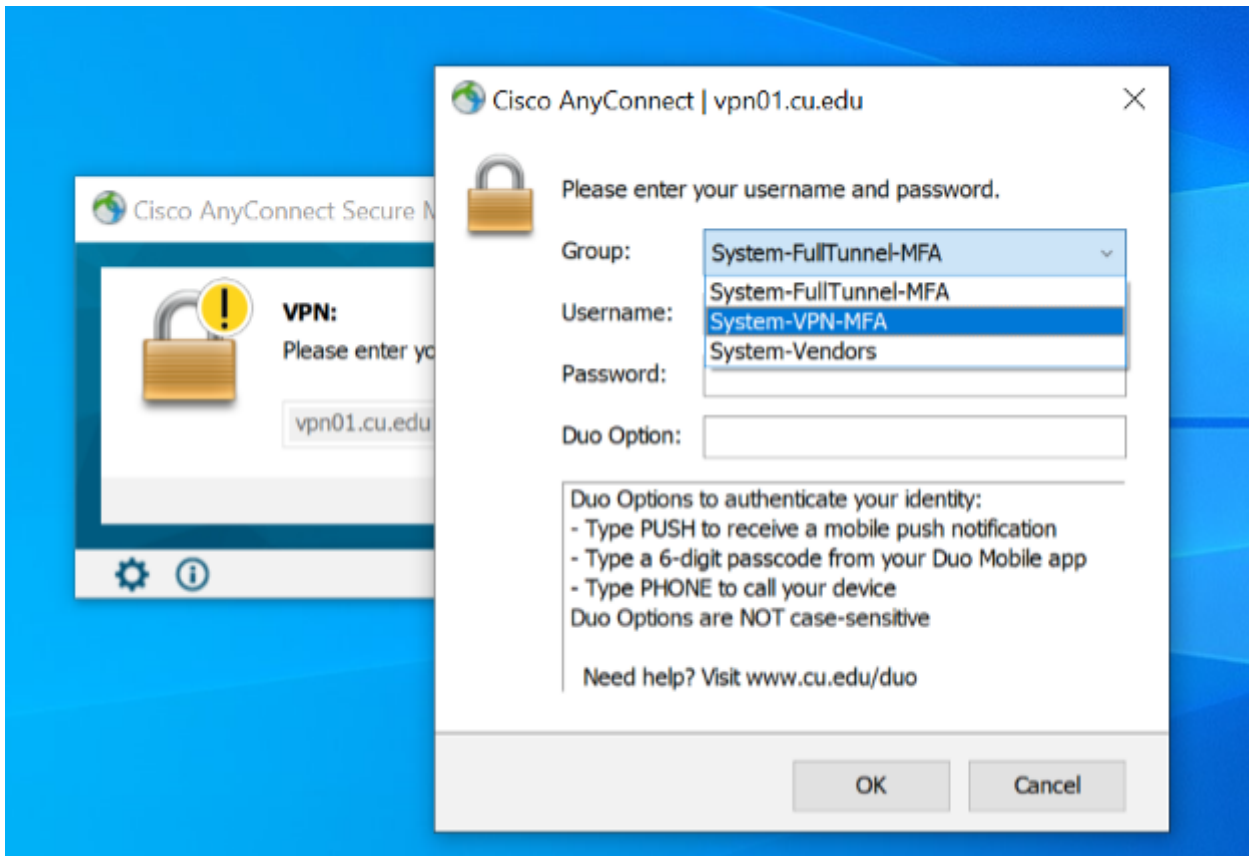 Cisco AnyConnect | vpn01.cu.edu
Please enter your username and password.
Group:
System-FullTunnel-MFA
System-FullTunnel-MFA
System-VPN-MFA
System-Vendors
Username:
Password:
Duo Option:
Duo Options to authenticate your identity:
- Type PUSH to receive a mobile push notification
- Type a 6-digit passcode from your Duo Mobile app
- Type PHONE to call your device
Duo Options are NOT case-sensitive
Need help? Visit www.cu.edu/duo
OK
Cancel
Cisco AnyConnect Secure M
VPN:
Please enter yo
vpn01.cu.edu